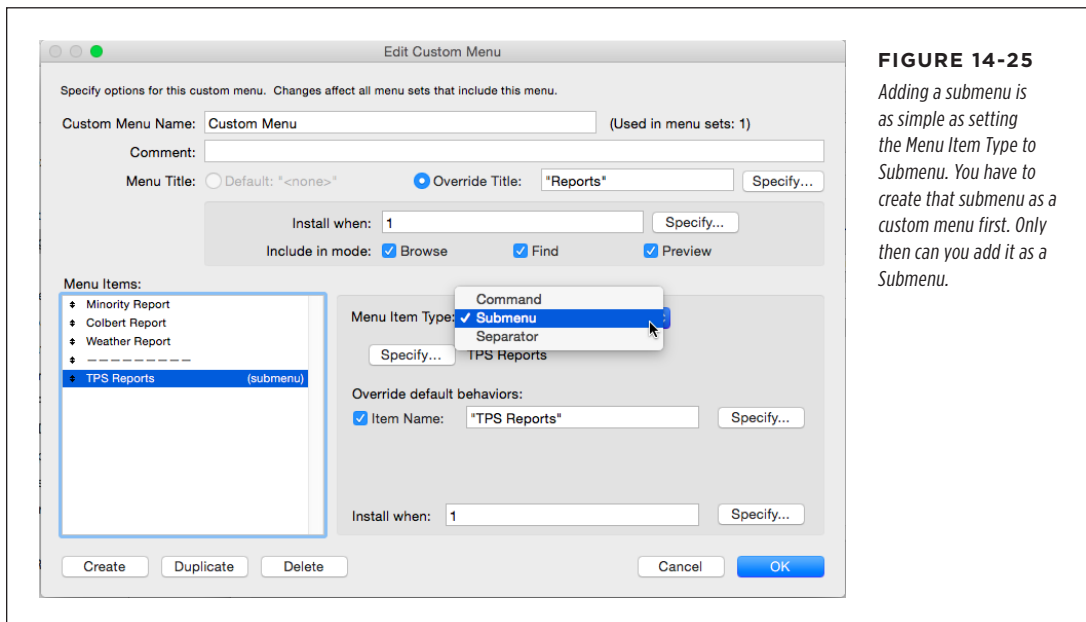 Edit Custom Menu
Specify options for this custom menu. Changes affect all menu sets that include this menu.
Custom Menu Name: Custom Menu (Used in menu sets: 1)
Comment:
Menu Title: Default: "<none>" Override Title: "Reports" Specify...
Install when: 1 Specify...
Include in mode: Browse Find Preview
Menu Items:
Minority Report
Colbert Report
Weather Report
– – – – – – – – –
TPS Reports (submenu)
Menu Item Type:
Command
Submenu
Separator
Specify... TPS Reports
Override default behaviors:
Item Name: "TPS Reports" Specify...
Install when: 1 Specify...
Create Duplicate Delete Cancel OK
FIGURE 14-25
Adding a submenu is
as simple as setting
the Menu Item Type to
Submenu. You have to
create that submenu as a
custom menu first. Only
then can you add it as a
Submenu.